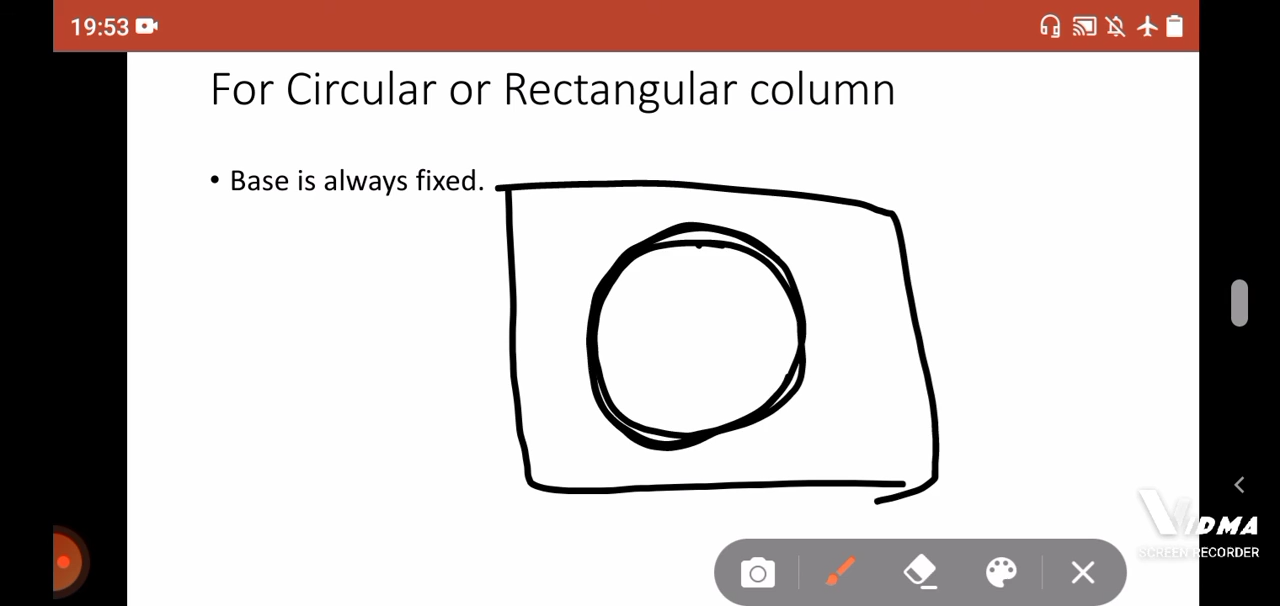 19:53
For Circular or Rectangular column
• Base is always fixed.
VIDMA
SCREEN RECORDER